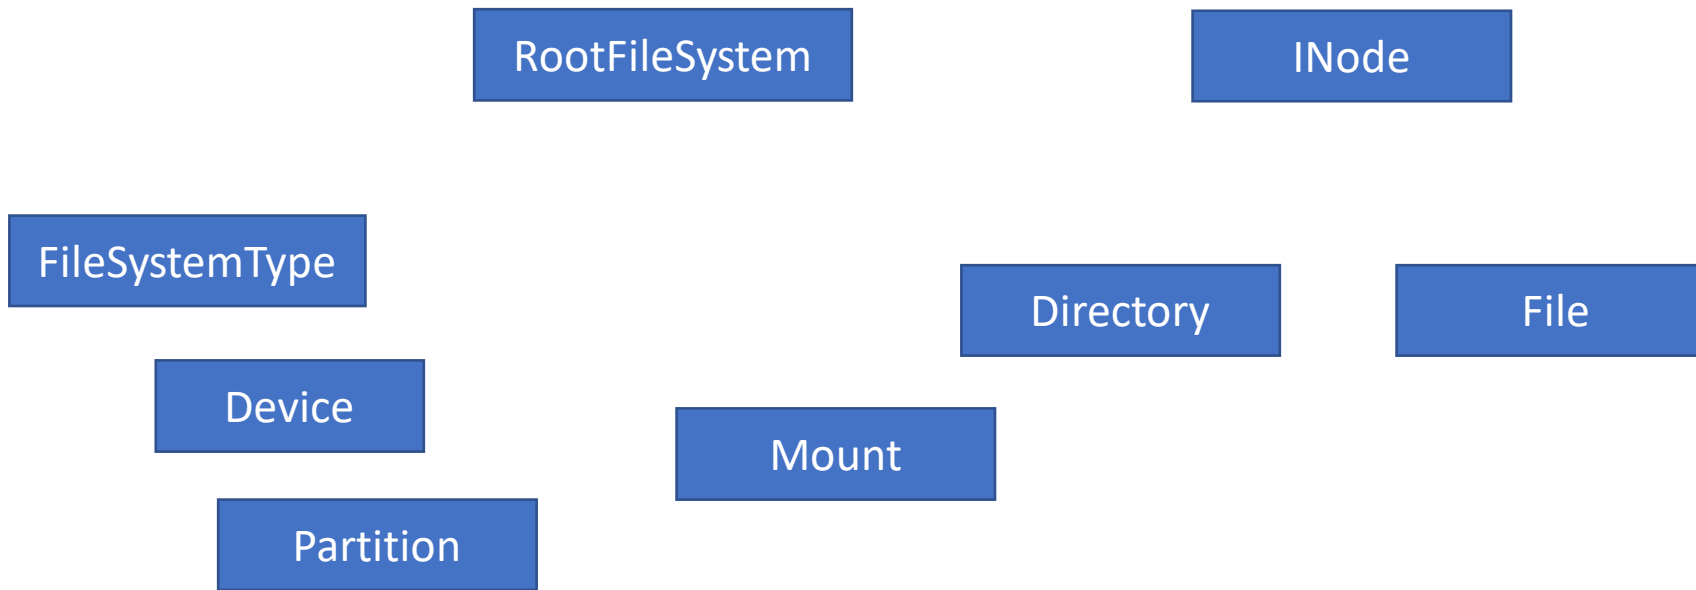 RootFileSystem
INode
FileSystemType
Directory
File
Device
Mount
Partition